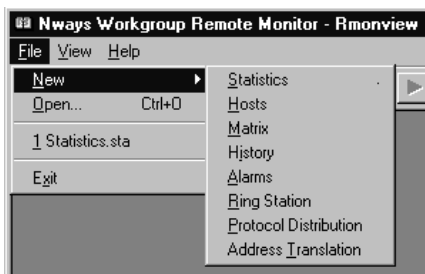 Nways Workgroup Remote Monitor - Rmonview
File View Help
New
Open... Ctrl+O
1 Statistics.sta
Exit
Statistics
Hosts
Matrix
History
Alarms
Ring Station
Protocol Distribution
Address Translation